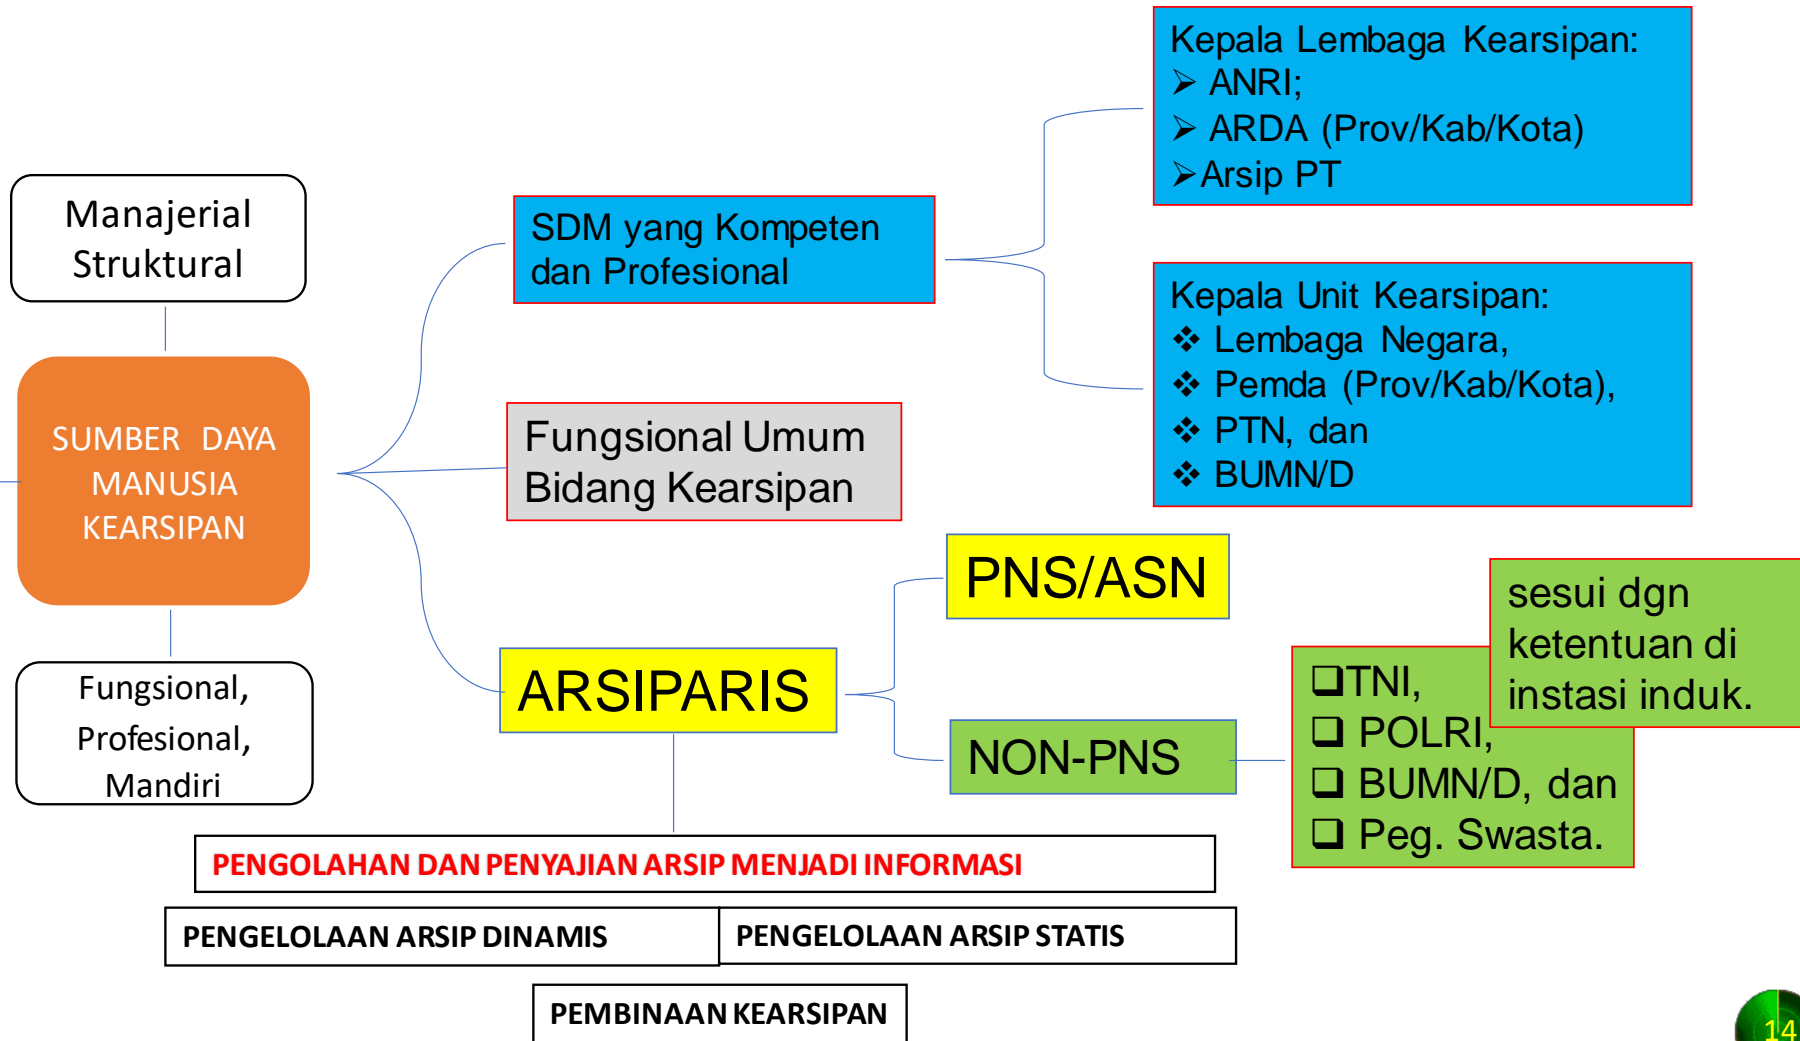 Manajerial
Struktural
SUMBER DAYA
MANUSIA
KEARSIPAN
Fungsional,
Profesional,
Mandiri
SDM yang Kompeten
dan Profesional
Fungsional Umum
Bidang Kearsipan
ARSIPARIS
Kepala Lembaga Kearsipan:
➢ ANRI;
➢ ARDA (Prov/Kab/Kota)
➢Arsip PT
Kepala Unit Kearsipan:
❖ Lembaga Negara,
❖ Pemda (Prov/Kab/Kota),
❖ PTN, dan
❖ BUMN/D
PNS/ASN
NON-PNS
❑TNI,
❑ POLRI,
❑ BUMN/D, dan
❑ Peg. Swasta.
sesui dgn
ketentuan di
instasi induk.
PENGOLAHAN DAN PENYAJIAN ARSIP MENJADI INFORMASI
PENGELOLAAN ARSIP DINAMIS
PENGELOLAAN ARSIP STATIS
PEMBINAAN KEARSIPAN
14